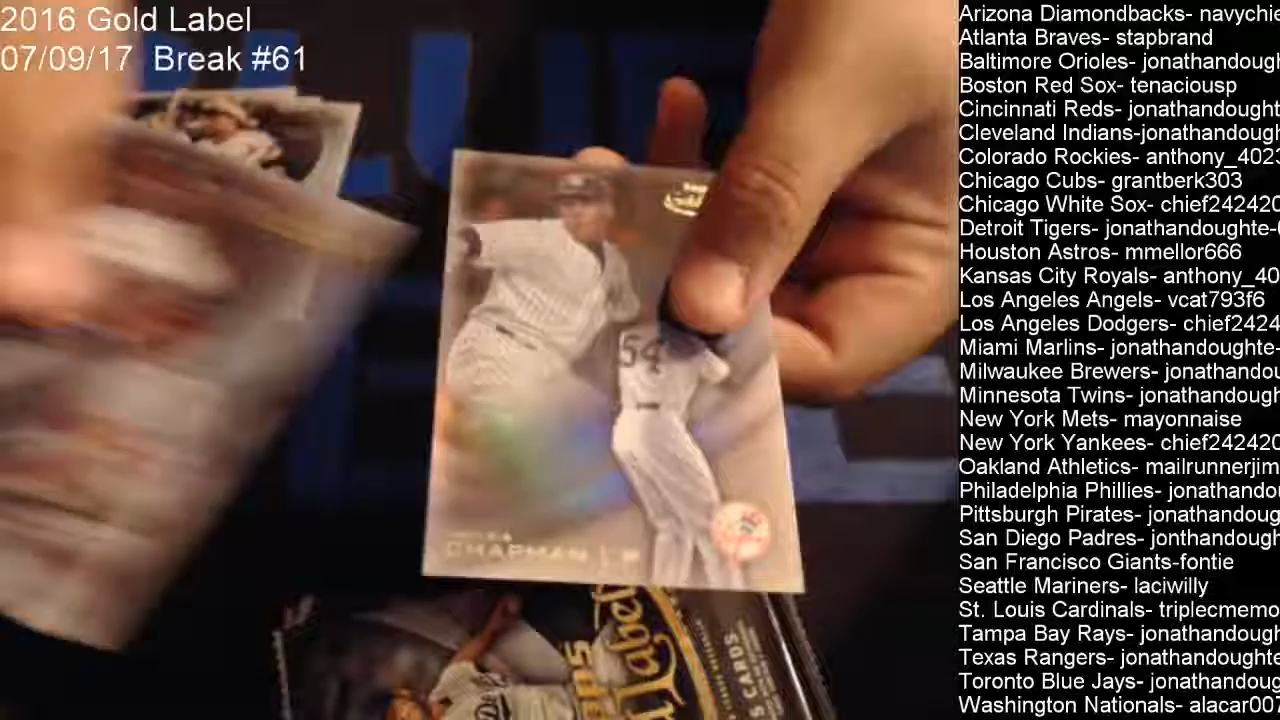 2016 Gold Label
07/09/17 Break #61
Arizona Diamondbacks- navychie
Atlanta Braves- stapbrand
Baltimore Orioles- jonathandough
Boston Red Sox- tenaciousp
Cincinnati Reds- jonathandought
Cleveland Indians-jonathandough
Colorado Rockies- anthony_402
Chicago Cubs- grantberk303
Chicago White Sox- chief242420
Detroit Tigers- jonathandoughte-
Houston Astros- mmellor666
Kansas City Royals- anthony_40
Los Angeles Angels- vcat793f6
Los Angeles Dodgers- chief2424
Miami Marlins- jonathandoughte-
Milwaukee Brewers- jonathandou
Minnesota Twins- jonathandough
New York Mets- mayonnaise
New York Yankees- chief242420
Oakland Athletics- mailrunnerjim
Philadelphia Phillies- jonathando
Pittsburgh Pirates- jonathandoug
San Diego Padres- jonthandough
San Francisco Giants-fontie
Seattle Mariners- laciwilly
St. Louis Cardinals- triplecmemo
Tampa Bay Rays- jonathandough
Texas Rangers- jonathandoughte
Toronto Blue Jays- jonathandoug
Washington Nationals- alacar007
54
CHAPMAN
Label
5 CARDS